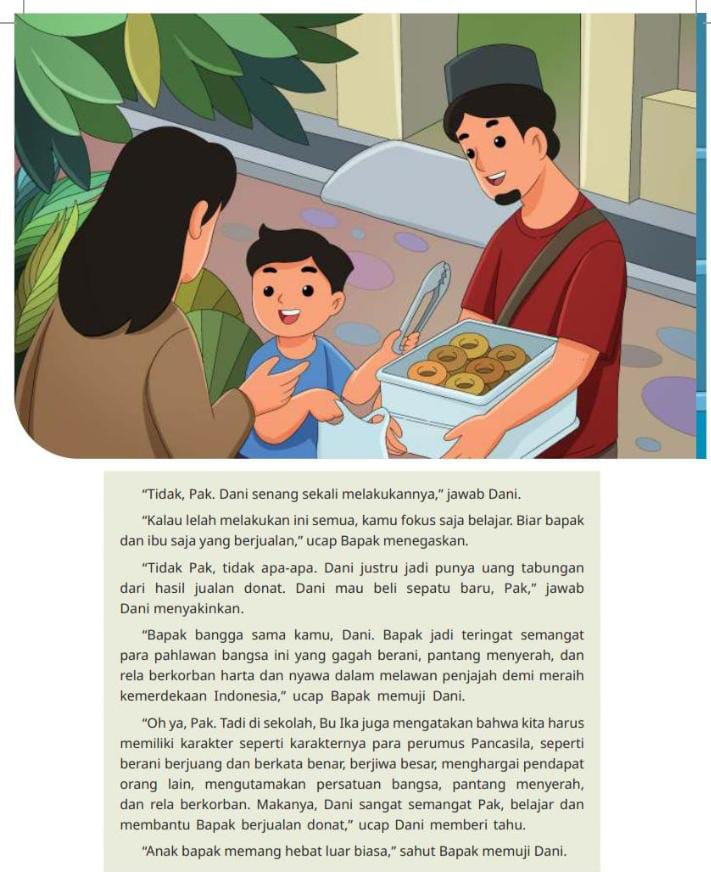 “Tidak, Pak. Dani senang sekali melakukannya,” jawab Dani.
“Kalau lelah melakukan ini semua, kamu fokus saja belajar. Biar bapak
dan ibu saja yang berjualan,” ucap Bapak menegaskan.
“Tidak Pak, tidak apa-apa. Dani justru jadi punya uang tabungan
dari hasil jualan donat. Dani mau beli sepatu baru, Pak,” jawab
Dani menyakinkan.
“Bapak bangga sama kamu, Dani. Bapak jadi teringat semangat
para pahlawan bangsa ini yang gagah berani, pantang menyerah, dan
rela berkorban harta dan nyawa dalam melawan penjajah demi meraih
kemerdekaan Indonesia,” ucap Bapak memuji Dani.
“Oh ya, Pak. Tadi di sekolah, Bu Ika juga mengatakan bahwa kita harus
memiliki karakter seperti karakternya para perumus Pancasila, seperti
berani berjuang dan berkata benar, berjiwa besar, menghargai pendapat
orang lain, mengutamakan persatuan bangsa, pantang menyerah,
dan rela berkorban. Makanya, Dani sangat semangat Pak, belajar dan
membantu Bapak berjualan donat,” ucap Dani memberi tahu.
“Anak bapak memang hebat luar biasa,” sahut Bapak memuji Dani.